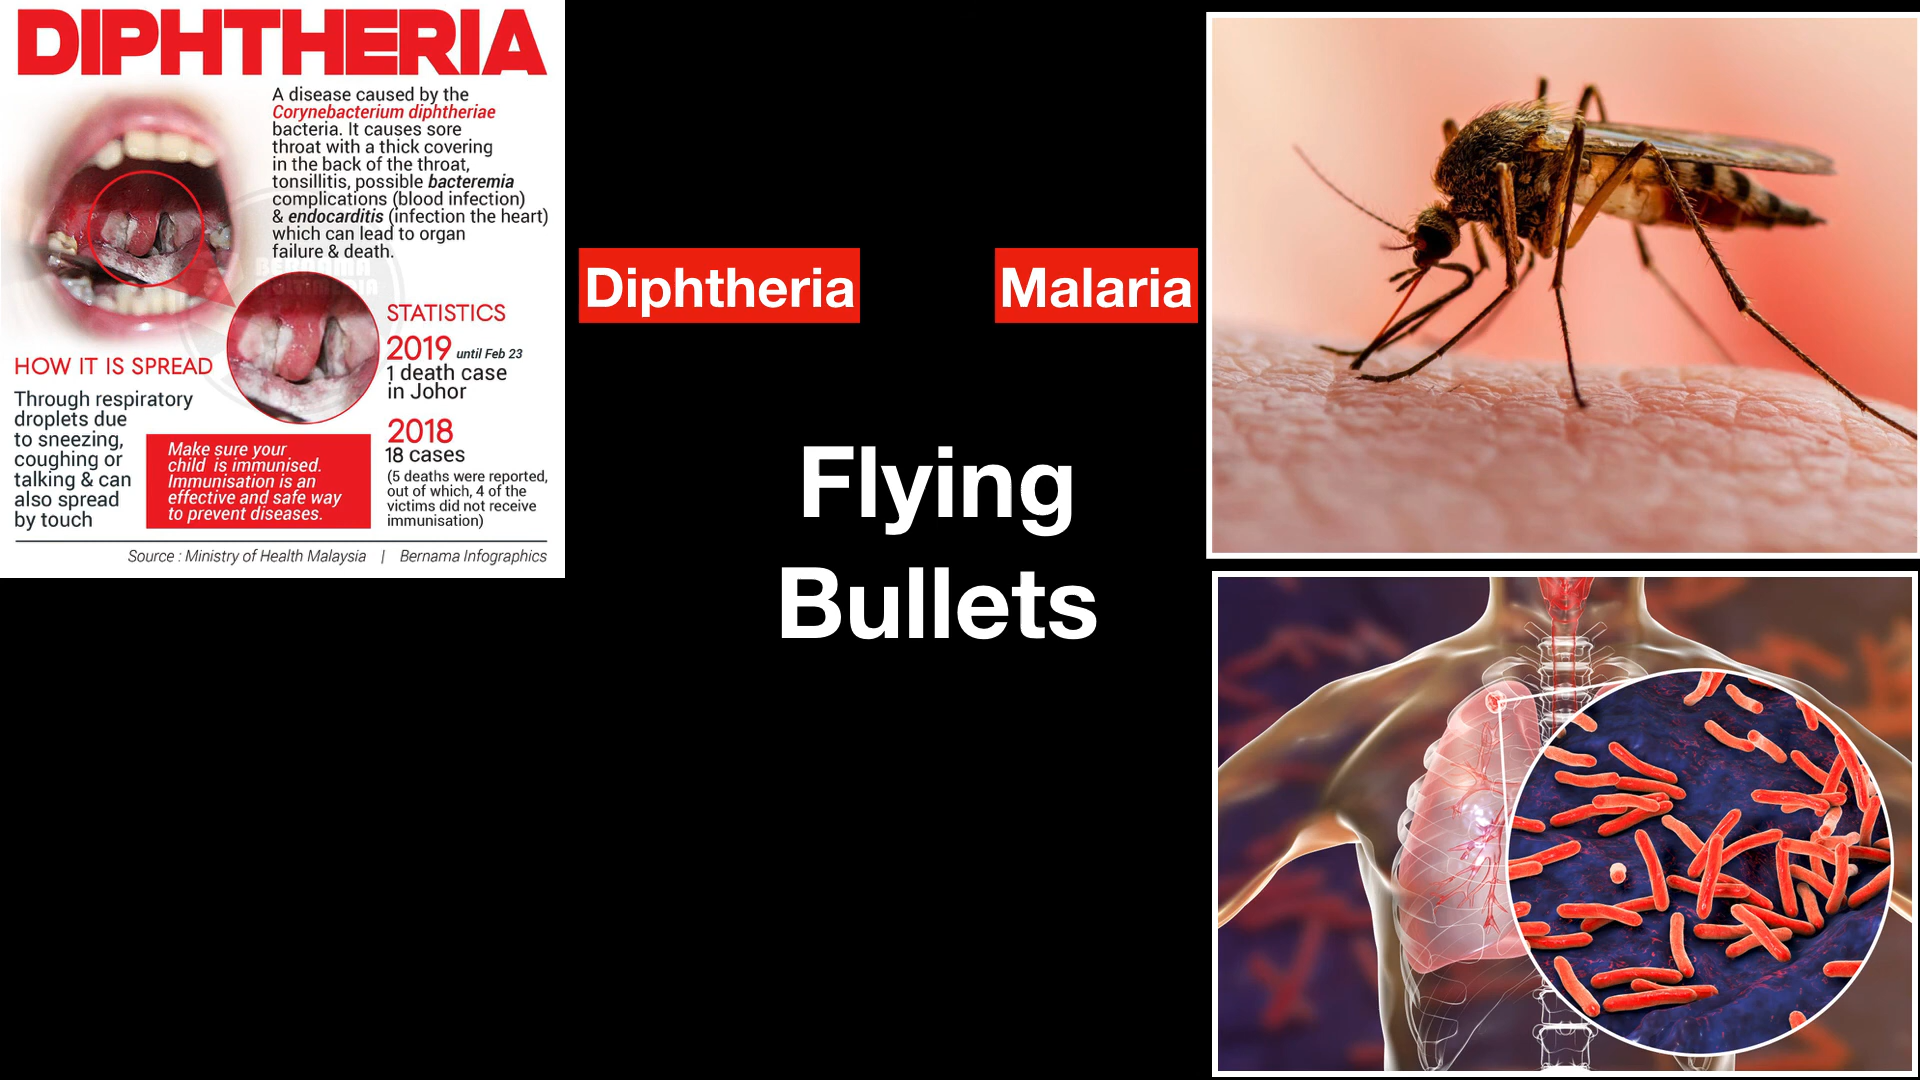 DIPHTHERIA
A disease caused by the
Corynebacterium diphtheriae
bacteria. It causes sore
throat with a thick covering
in the back of the throat,
tonsillitis, possible bacteremia
complications (blood infection)
& endocarditis (infection the heart)
which can lead to organ
failure & death.
HOW IT IS SPREAD
Through respiratory
droplets due
to sneezing,
coughing or
talking & can
also spread
by touch
Make sure your
child is immunised.
Immunisation is an
effective and safe way
to prevent diseases.
STATISTICS
2019 until Feb 23
1 death case
in Johor
2018
18 cases
(5 deaths were reported,
out of which, 4 of the
victims did not receive
immunisation)
Source : Ministry of Health Malaysia | Bernama Infographics
Diphtheria
Malaria
Flying
Bullets